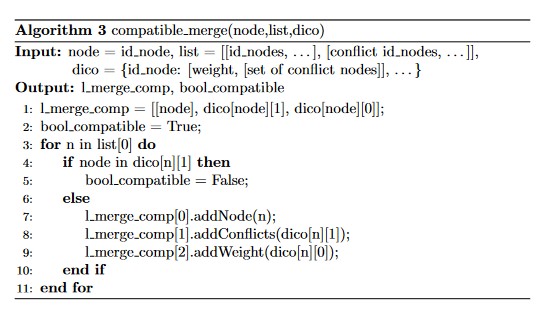 Algorithm 3 compatible_merge(node,list,dico)
Input: node = id_node, list = [[id_nodes, ...], [conflict id_nodes, ...]],
dico = {id_node: [weight, [set of conflict nodes]], ...}
Output: l_merge_comp, bool_compatible
1: l_merge_comp = [[node], dico[node][1], dico[node][0]];
2: bool_compatible = True;
3: for n in list[0] do
4: if node in dico[n][1] then
5: bool_compatible = False;
6: else
7: l_merge_comp[0].addNode(n);
8: l_merge_comp[1].addConflicts(dico[n][1]);
9: l_merge_comp[2].addWeight(dico[n][0]);
10: end if
11: end for